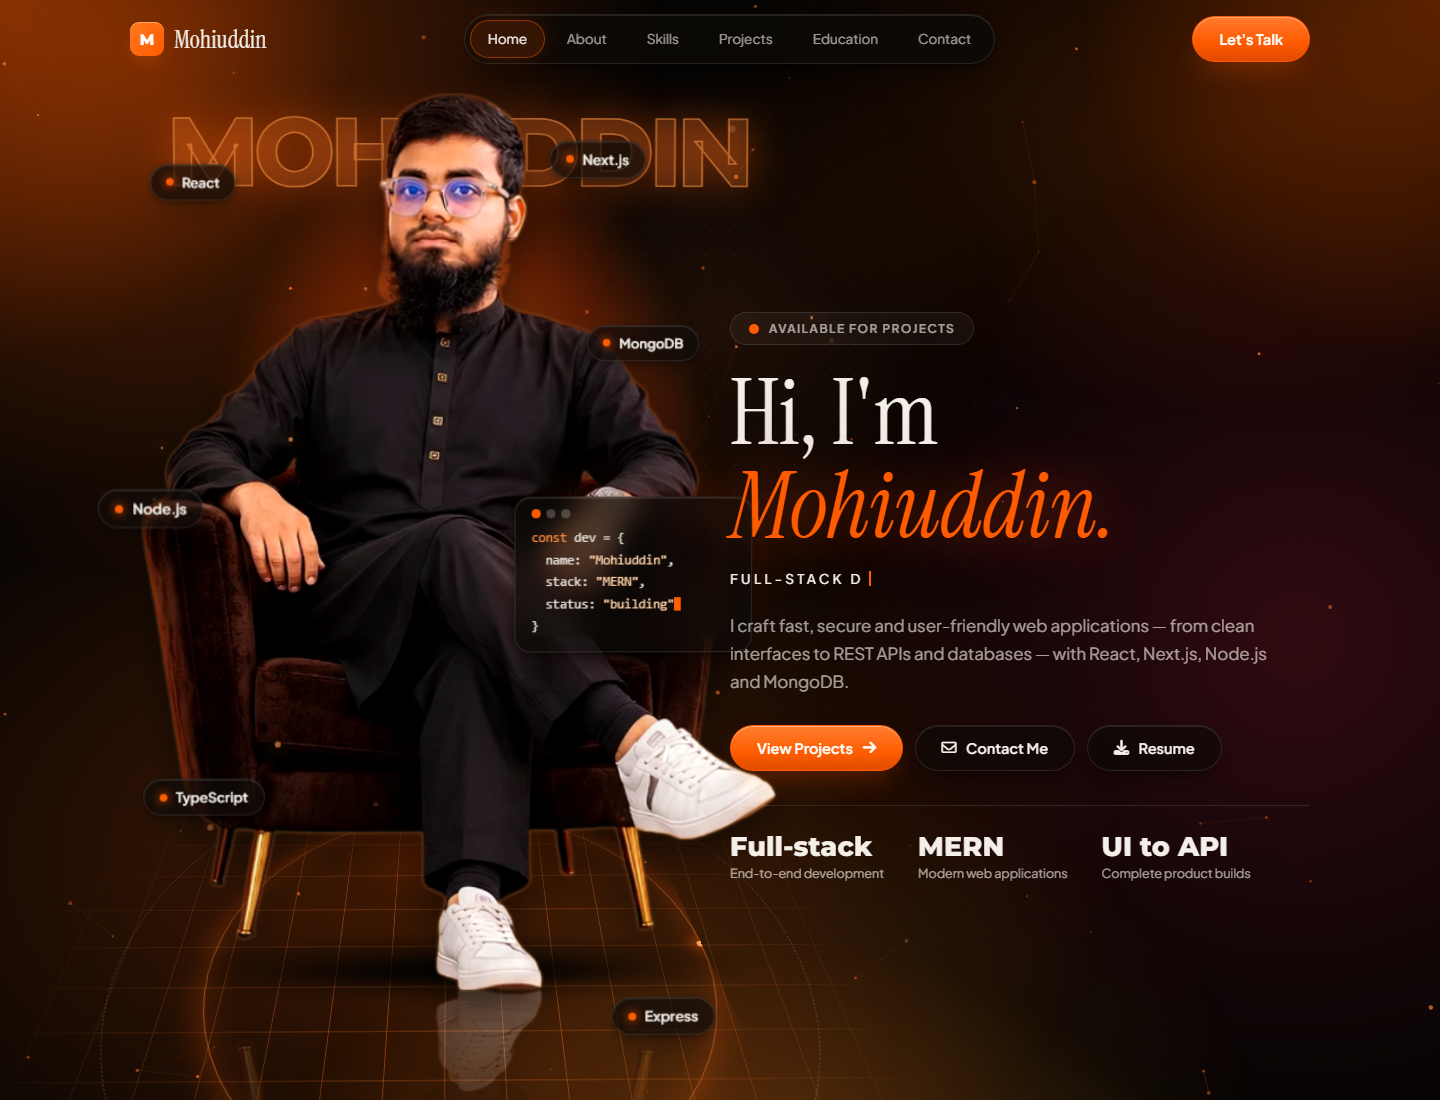 M Mohiuddin
Home About Skills Projects Education Contact
Let's Talk
React
Next.js
MongoDB
Node.js
const dev = {
name: "Mohiuddin",
stack: "MERN",
status: "building"
}
TypeScript
Express
AVAILABLE FOR PROJECTS
Hi, I'm
Mohiuddin.
FULL-STACK D
I craft fast, secure and user-friendly web applications — from clean
interfaces to REST APIs and databases — with React, Next.js, Node.js
and MongoDB.
View Projects Contact Me Resume
Full-stack MERN UI to API
End-to-end development Modern web applications Complete product builds